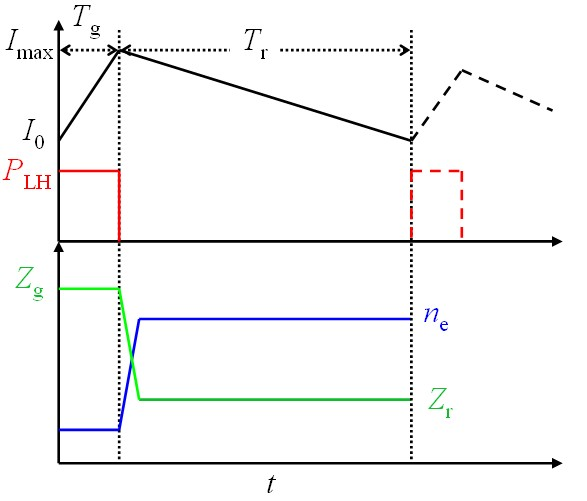 T_g
I_max
T_r
I_0
P_LH
Z_g
n_e
Z_r
t